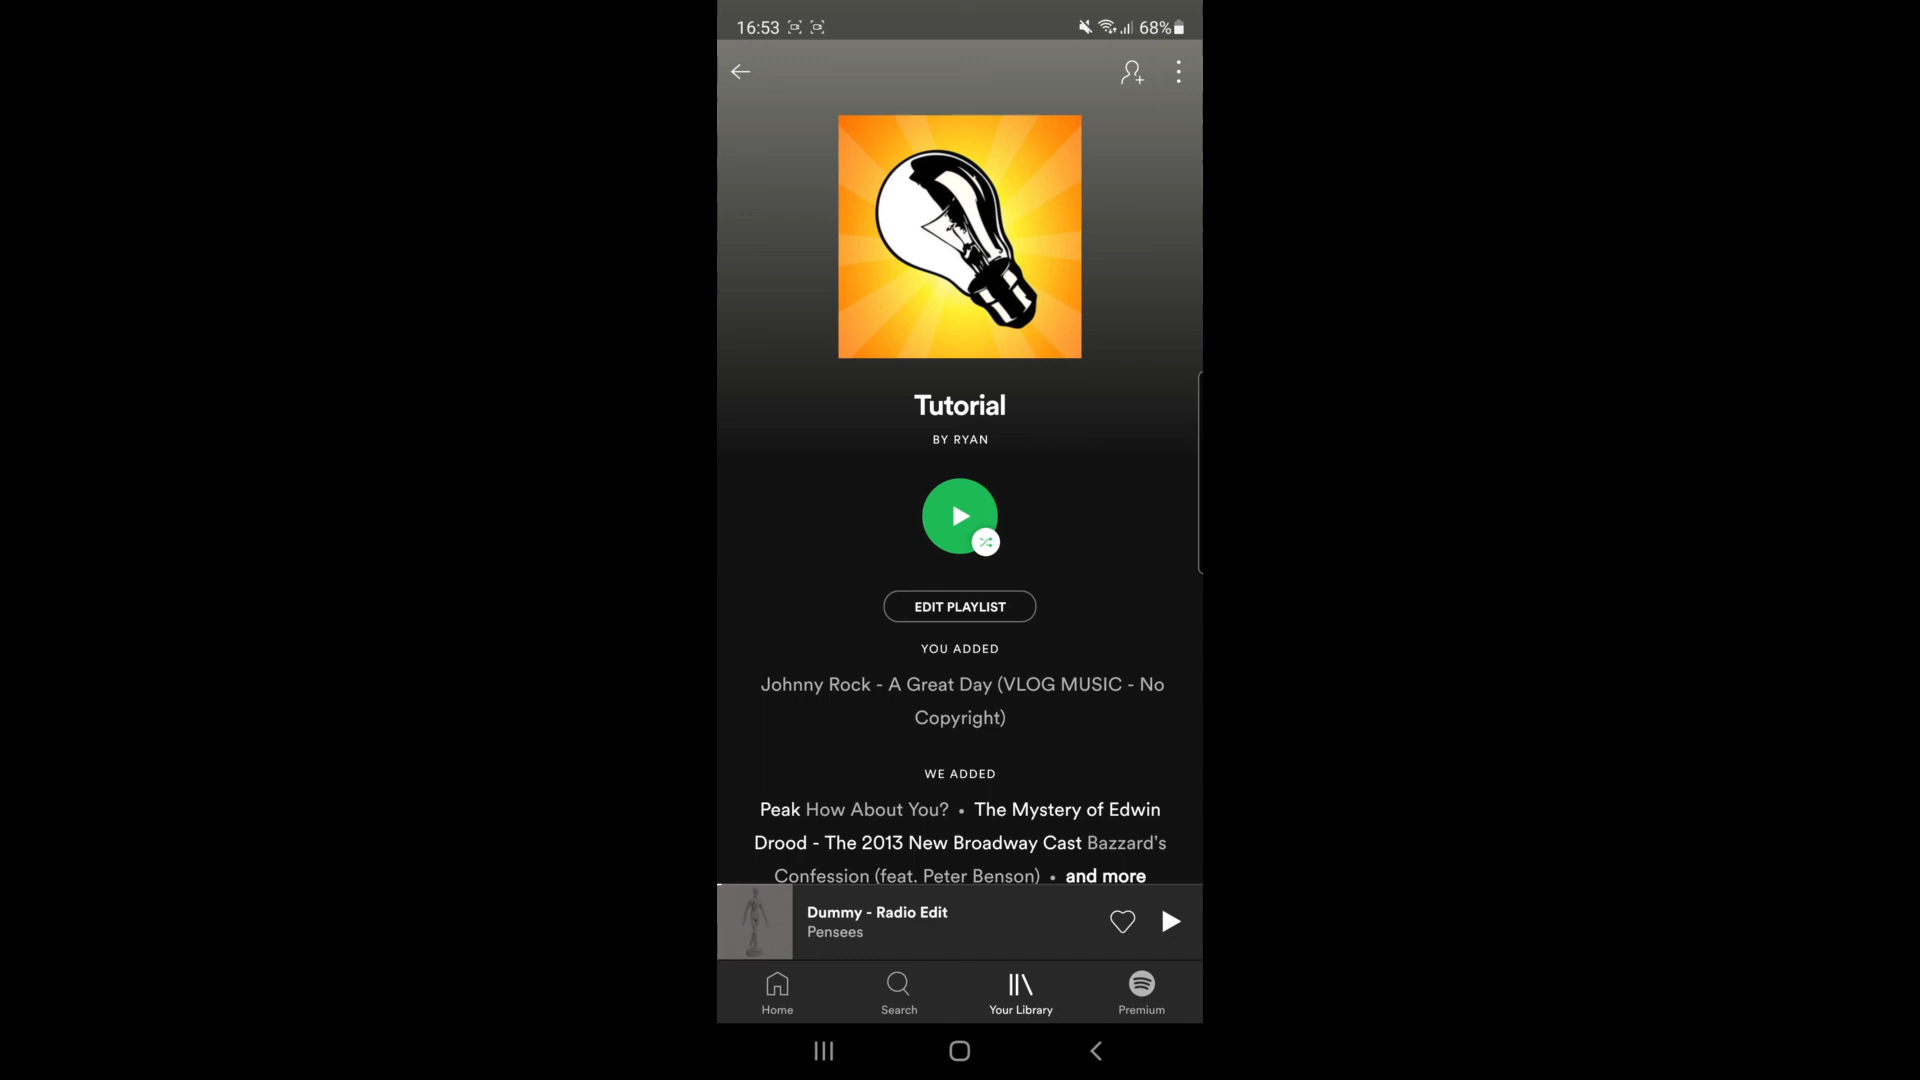 16:53 68%
Tutorial
BY RYAN
EDIT PLAYLIST
YOU ADDED
Johnny Rock - A Great Day (VLOG MUSIC - No
Copyright)
WE ADDED
Peak How About You? • The Mystery of Edwin
Drood - The 2013 New Broadway Cast Bazzard's
Confession (feat. Peter Benson) • and more
Dummy - Radio Edit
Pensees
Home Search Your Library Premium